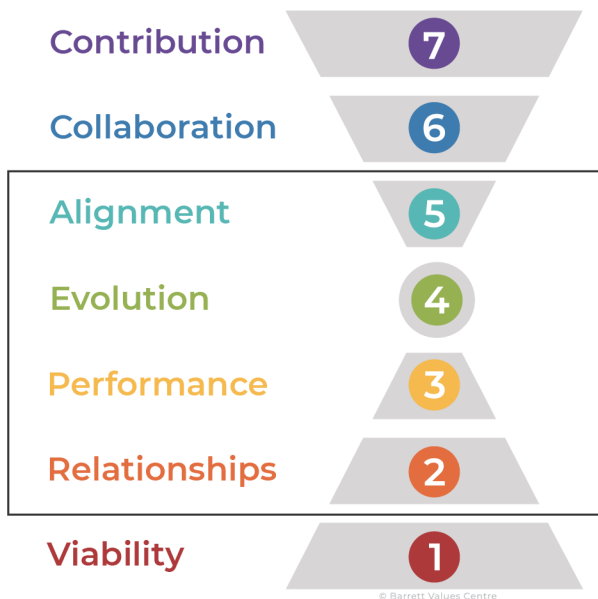 Contribution 7
Collaboration 6
Alignment 5
Evolution 4
Performance 3
Relationships 2
Viability 1
© Barrett Values Centre